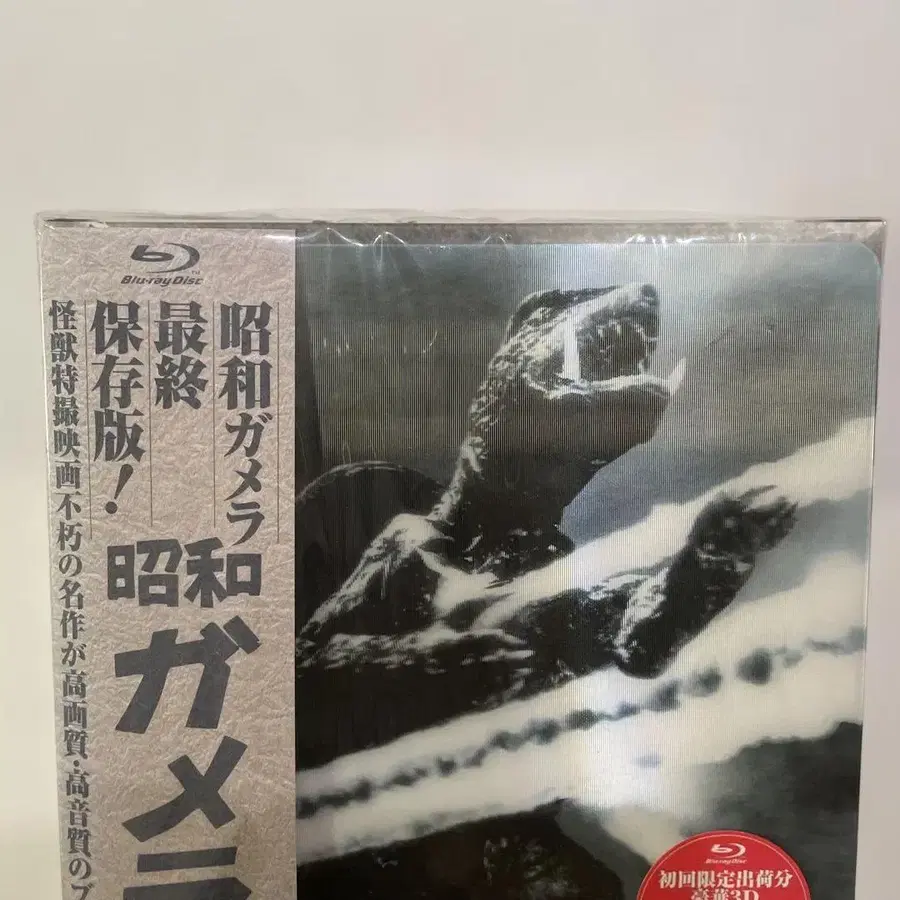 Blu-ray Disc
昭和ガメラ
最終
保存版!
怪獣特撮映画不朽の名作が高画質・高音質のブ
昭和
ガメラ
Blu-ray Disc
初回限定出荷分
豪華3D